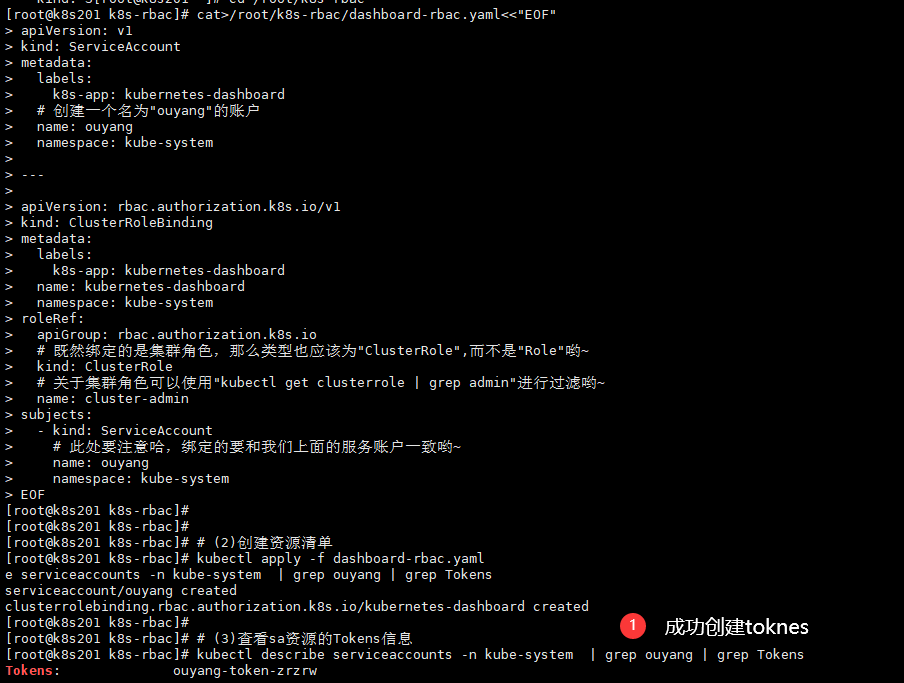 [root@k8s201 k8s-rbac]# cat>/root/k8s-rbac/dashboard-rbac.yaml<<"EOF"
> apiVersion: v1
> kind: ServiceAccount
> metadata:
>   labels:
>     k8s-app: kubernetes-dashboard
>   # 创建一个名为"ouyang"的账户
>   name: ouyang
>   namespace: kube-system
>
> ---
>
> apiVersion: rbac.authorization.k8s.io/v1
> kind: ClusterRoleBinding
> metadata:
>   labels:
>     k8s-app: kubernetes-dashboard
>   name: kubernetes-dashboard
>   namespace: kube-system
> roleRef:
>   apiGroup: rbac.authorization.k8s.io
>   # 既然绑定的是集群角色，那么类型也应该为"ClusterRole",而不是"Role"哟~
>   kind: ClusterRole
>   # 关于集群角色可以使用"kubectl get clusterrole | grep admin"进行过滤哟~
>   name: cluster-admin
> subjects:
>   - kind: ServiceAccount
>     # 此处要注意哈，绑定的要和我们上面的服务账户一致哟~
>     name: ouyang
>     namespace: kube-system
> EOF
[root@k8s201 k8s-rbac]#
[root@k8s201 k8s-rbac]#
[root@k8s201 k8s-rbac]# # (2)创建资源清单
[root@k8s201 k8s-rbac]# kubectl apply -f dashboard-rbac.yaml
e serviceaccounts -n kube-system  | grep ouyang | grep Tokens
serviceaccount/ouyang created
clusterrolebinding.rbac.authorization.k8s.io/kubernetes-dashboard created
[root@k8s201 k8s-rbac]#
1 成功创建toknes
[root@k8s201 k8s-rbac]# # (3)查看sa资源的Tokens信息
[root@k8s201 k8s-rbac]# kubectl describe serviceaccounts -n kube-system  | grep ouyang | grep Tokens
Tokens:              ouyang-token-zrzrw